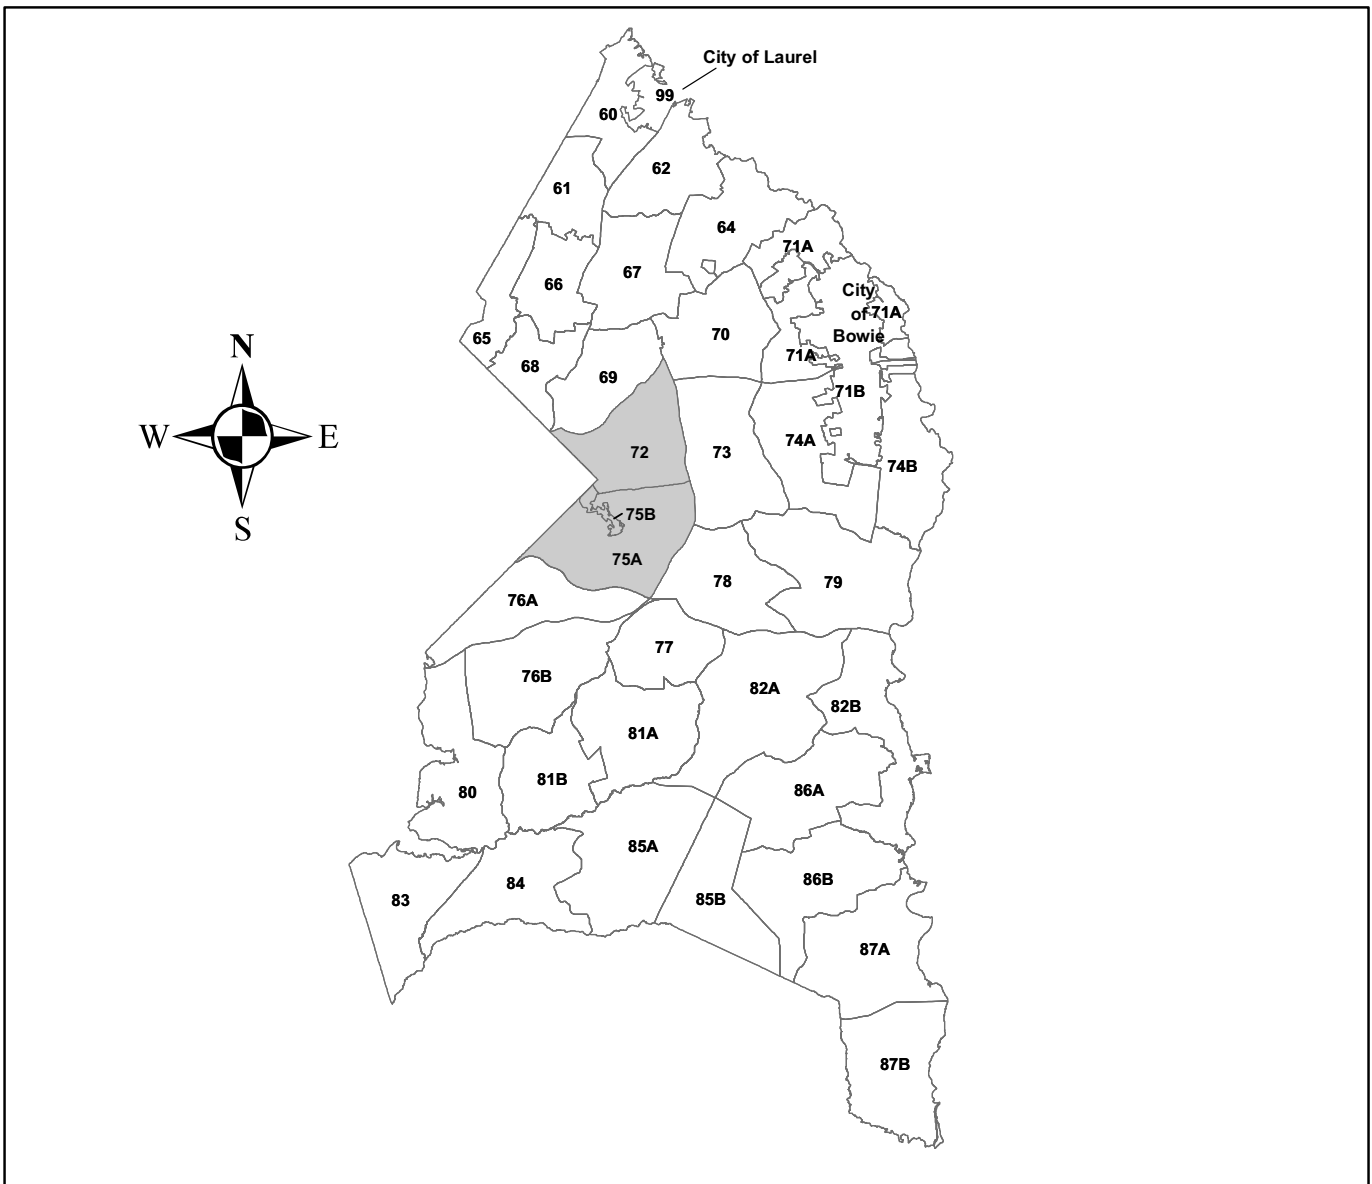 City of Laurel
99
60
62
61
64
71A
67
66
City
of 71A
Bowie
70
65
71A
68
69
71B
N
W E
S
72
73
74A
74B
75B
75A
78
79
76A
77
76B
82A
82B
81A
81B
80
86A
85A
86B
84
83
85B
87A
87B